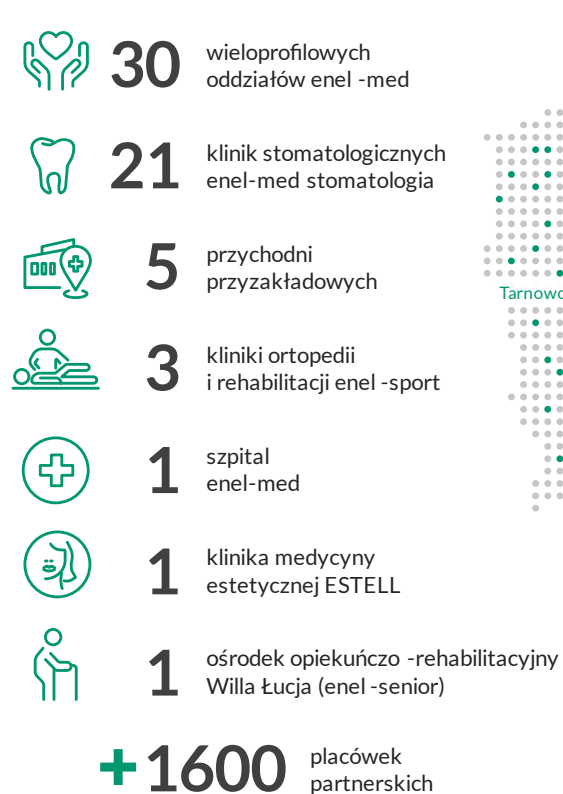 30 wieloprofilowych
oddziałów enel -med
21 klinik stomatologicznych
enel-med stomatologia
5 przychodni
przyzakładowych
3 kliniki ortopedii
i rehabilitacji enel -sport
1 szpital
enel-med
1 klinika medycyny
estetycznej ESTELL
1 ośrodek opiekuńczo -rehabilitacyjny
Willa Łucja (enel -senior)
+1600 placówek
partnerskich